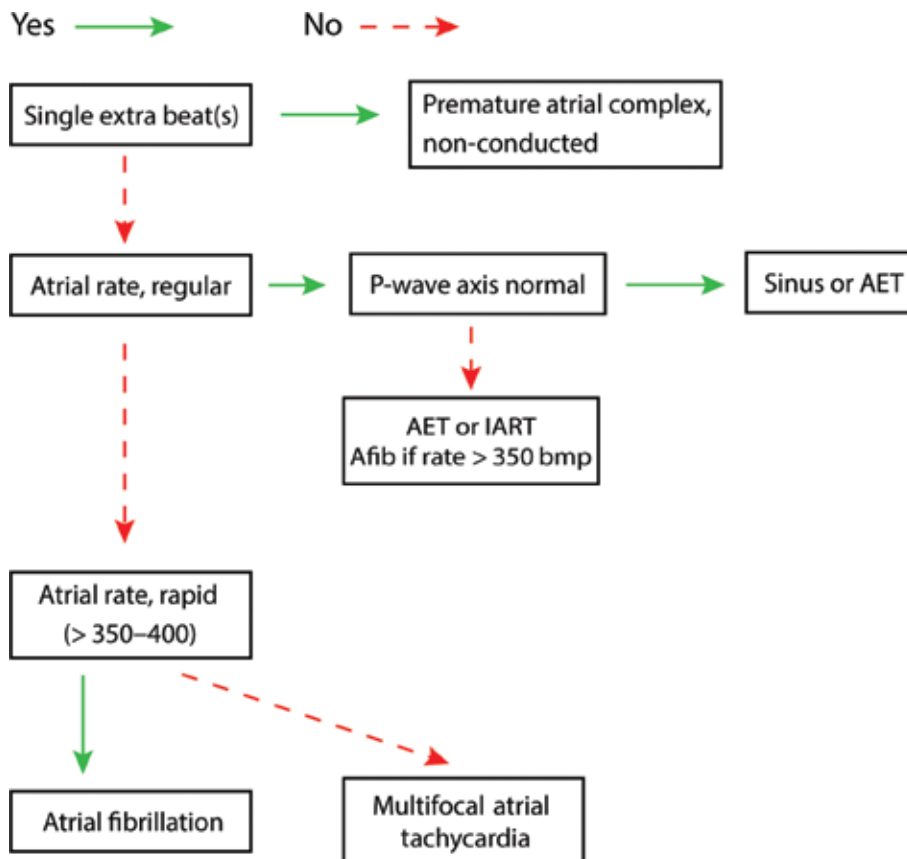 Yes
No
Single extra beat(s)
Premature atrial complex,
non-conducted
Atrial rate, regular
P-wave axis normal
Sinus or AET
AET or IART
Afib if rate > 350 bmp
Atrial rate, rapid
(> 350–400)
Atrial fibrillation
Multifocal atrial
tachycardia